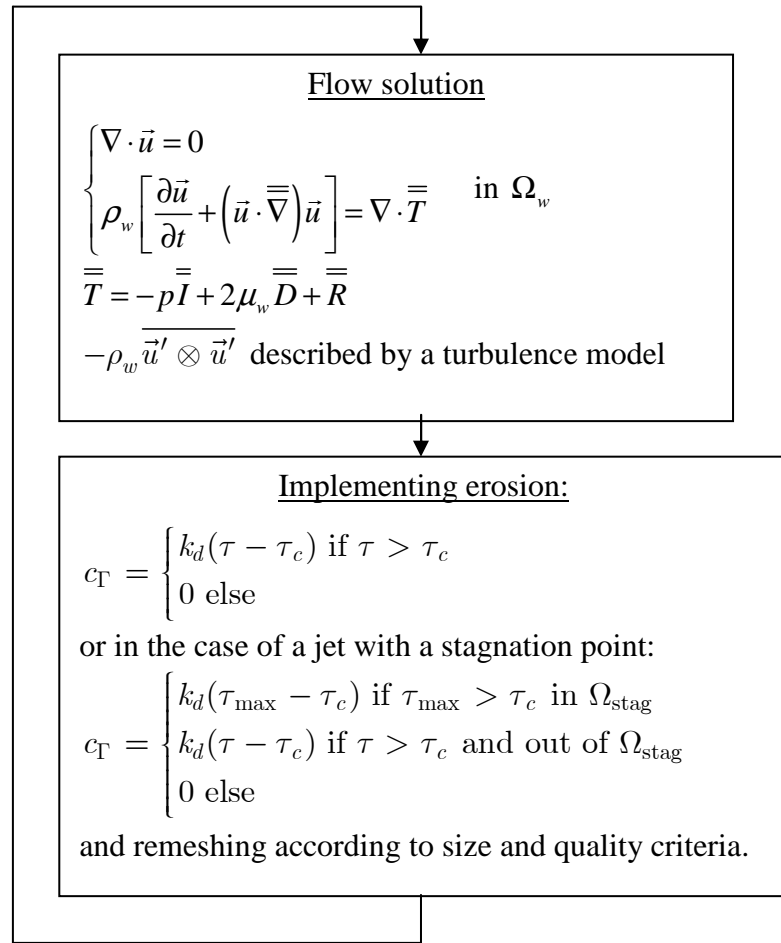 Flow solution
∇ · u⃗ = 0
ρ_w [ ∂u⃗/∂t + ( u⃗ · ∇̿ ) u⃗ ] = ∇ · T̿ in Ω_w
T̿ = −p I̿ + 2μ_w D̿ + R̿
−ρ_w \overline{u⃗′ ⊗ u⃗′} described by a turbulence model
Implementing erosion:
c_Γ = { k_d(τ − τ_c) if τ > τ_c
0 else
or in the case of a jet with a stagnation point:
k_d(τ_max − τ_c) if τ_max > τ_c in Ω_stag
c_Γ = { k_d(τ − τ_c) if τ > τ_c and out of Ω_stag
0 else
and remeshing according to size and quality criteria.